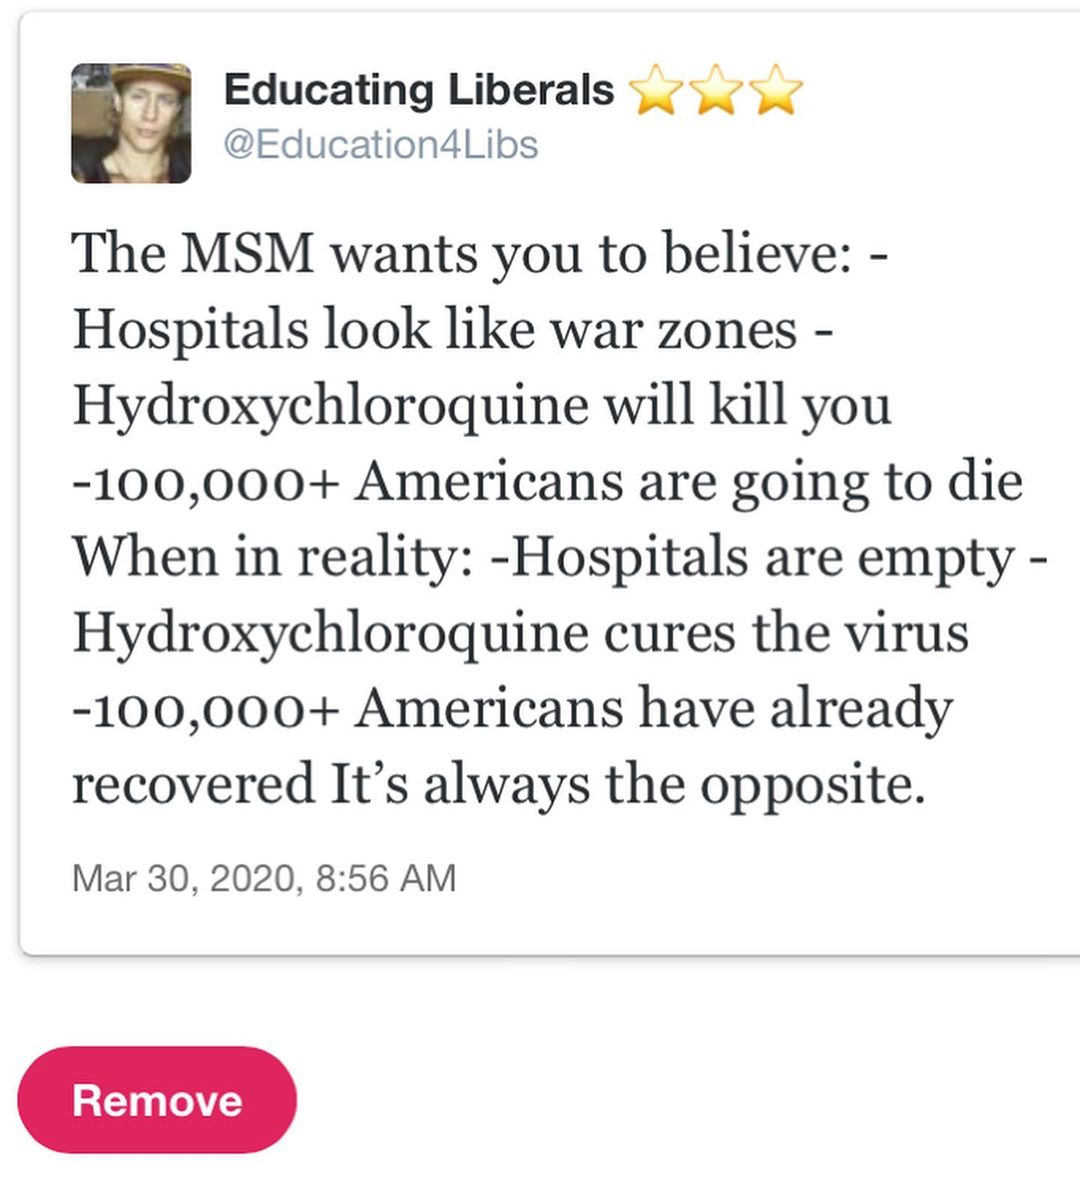 Educating Liberals ⭐⭐⭐
@Education4Libs
The MSM wants you to believe: -
Hospitals look like war zones -
Hydroxychloroquine will kill you
-100,000+ Americans are going to die
When in reality: -Hospitals are empty -
Hydroxychloroquine cures the virus
-100,000+ Americans have already
recovered It’s always the opposite.
Mar 30, 2020, 8:56 AM
Remove